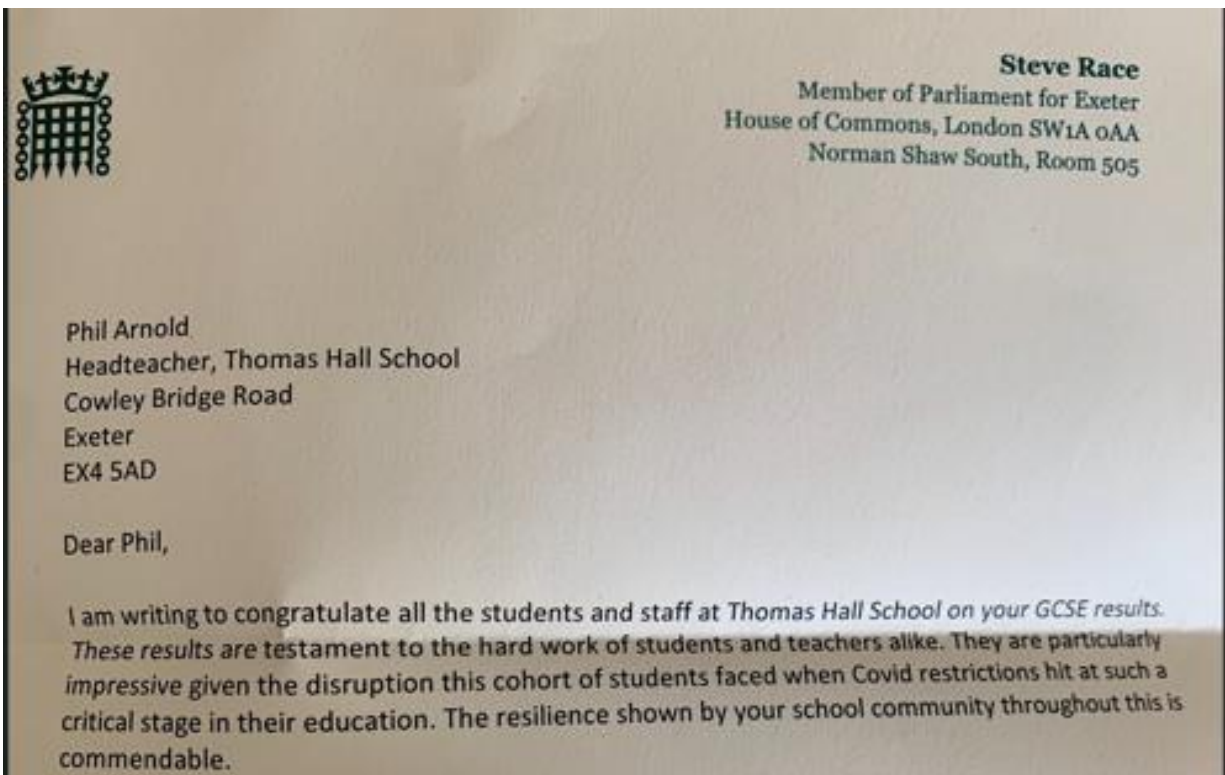 Steve Race
Member of Parliament for Exeter
House of Commons, London SW1A 0AA
Norman Shaw South, Room 505
Phil Arnold
Headteacher, Thomas Hall School
Cowley Bridge Road
Exeter
EX4 5AD
Dear Phil,
I am writing to congratulate all the students and staff at Thomas Hall School on your GCSE results.
These results are testament to the hard work of students and teachers alike. They are particularly
impressive given the disruption this cohort of students faced when Covid restrictions hit at such a
critical stage in their education. The resilience shown by your school community throughout this is
commendable.